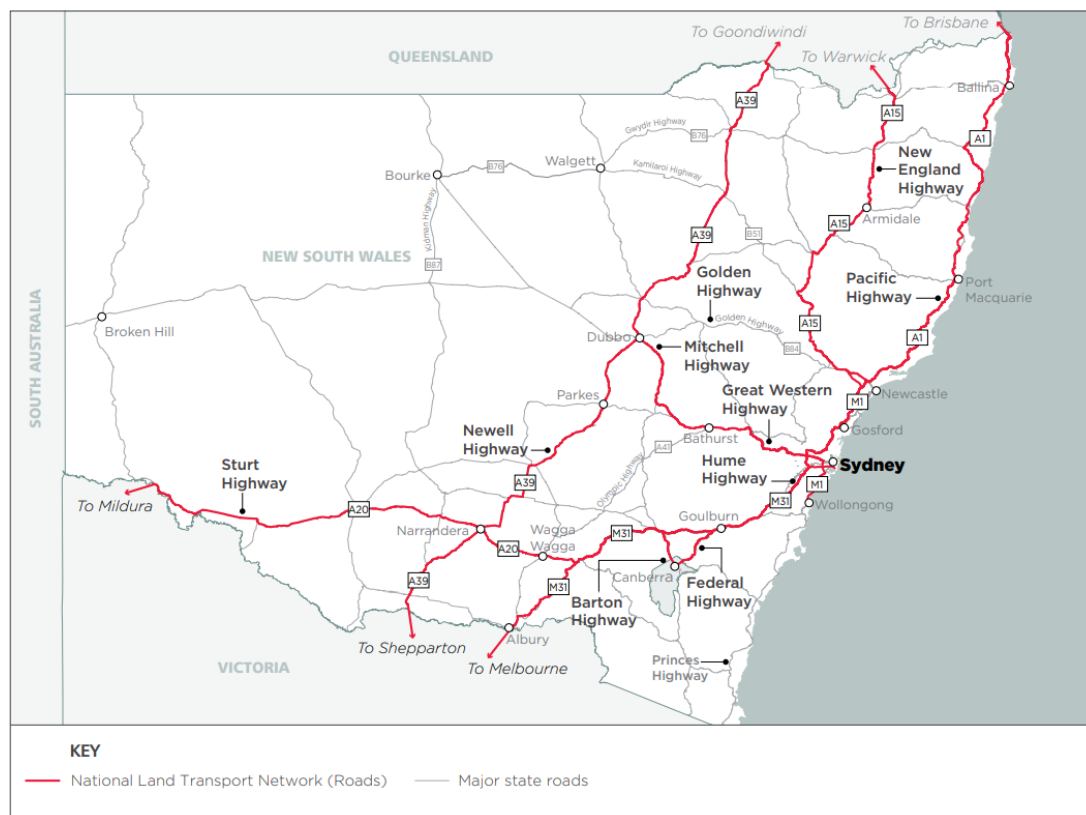 To Brisbane
To Goondiwindi
QUEENSLAND
To Warwick
Ballina
A39
A15
Gwydir Highway
B76
A1
New
England
Highway
Walgett
Kamilaroi Highway
B76
Bourke
Kidman Highway
B87
Armidale
A15
A39
B51
NEW SOUTH WALES
Golden
Highway
Pacific
Highway
Port
Macquarie
SOUTH AUSTRALIA
Broken Hill
Golden Highway
A15
B84
A1
Dubbo
Mitchell
Highway
Great Western
Highway
Newcastle
M1
Parkes
Gosford
Newell
Highway
A41
Olympic Highway
Bathurst
Hume
Highway
Sydney
Sturt
Highway
A39
M31
M1
Wollongong
To Mildura
A20
Narrandera
Wagga
Wagga
A20
M31
Goulburn
A39
M31
Canberra
Barton
Highway
Federal
Highway
Albury
To Shepparton
To Melbourne
Princes
Highway
VICTORIA
KEY
National Land Transport Network (Roads)
Major state roads